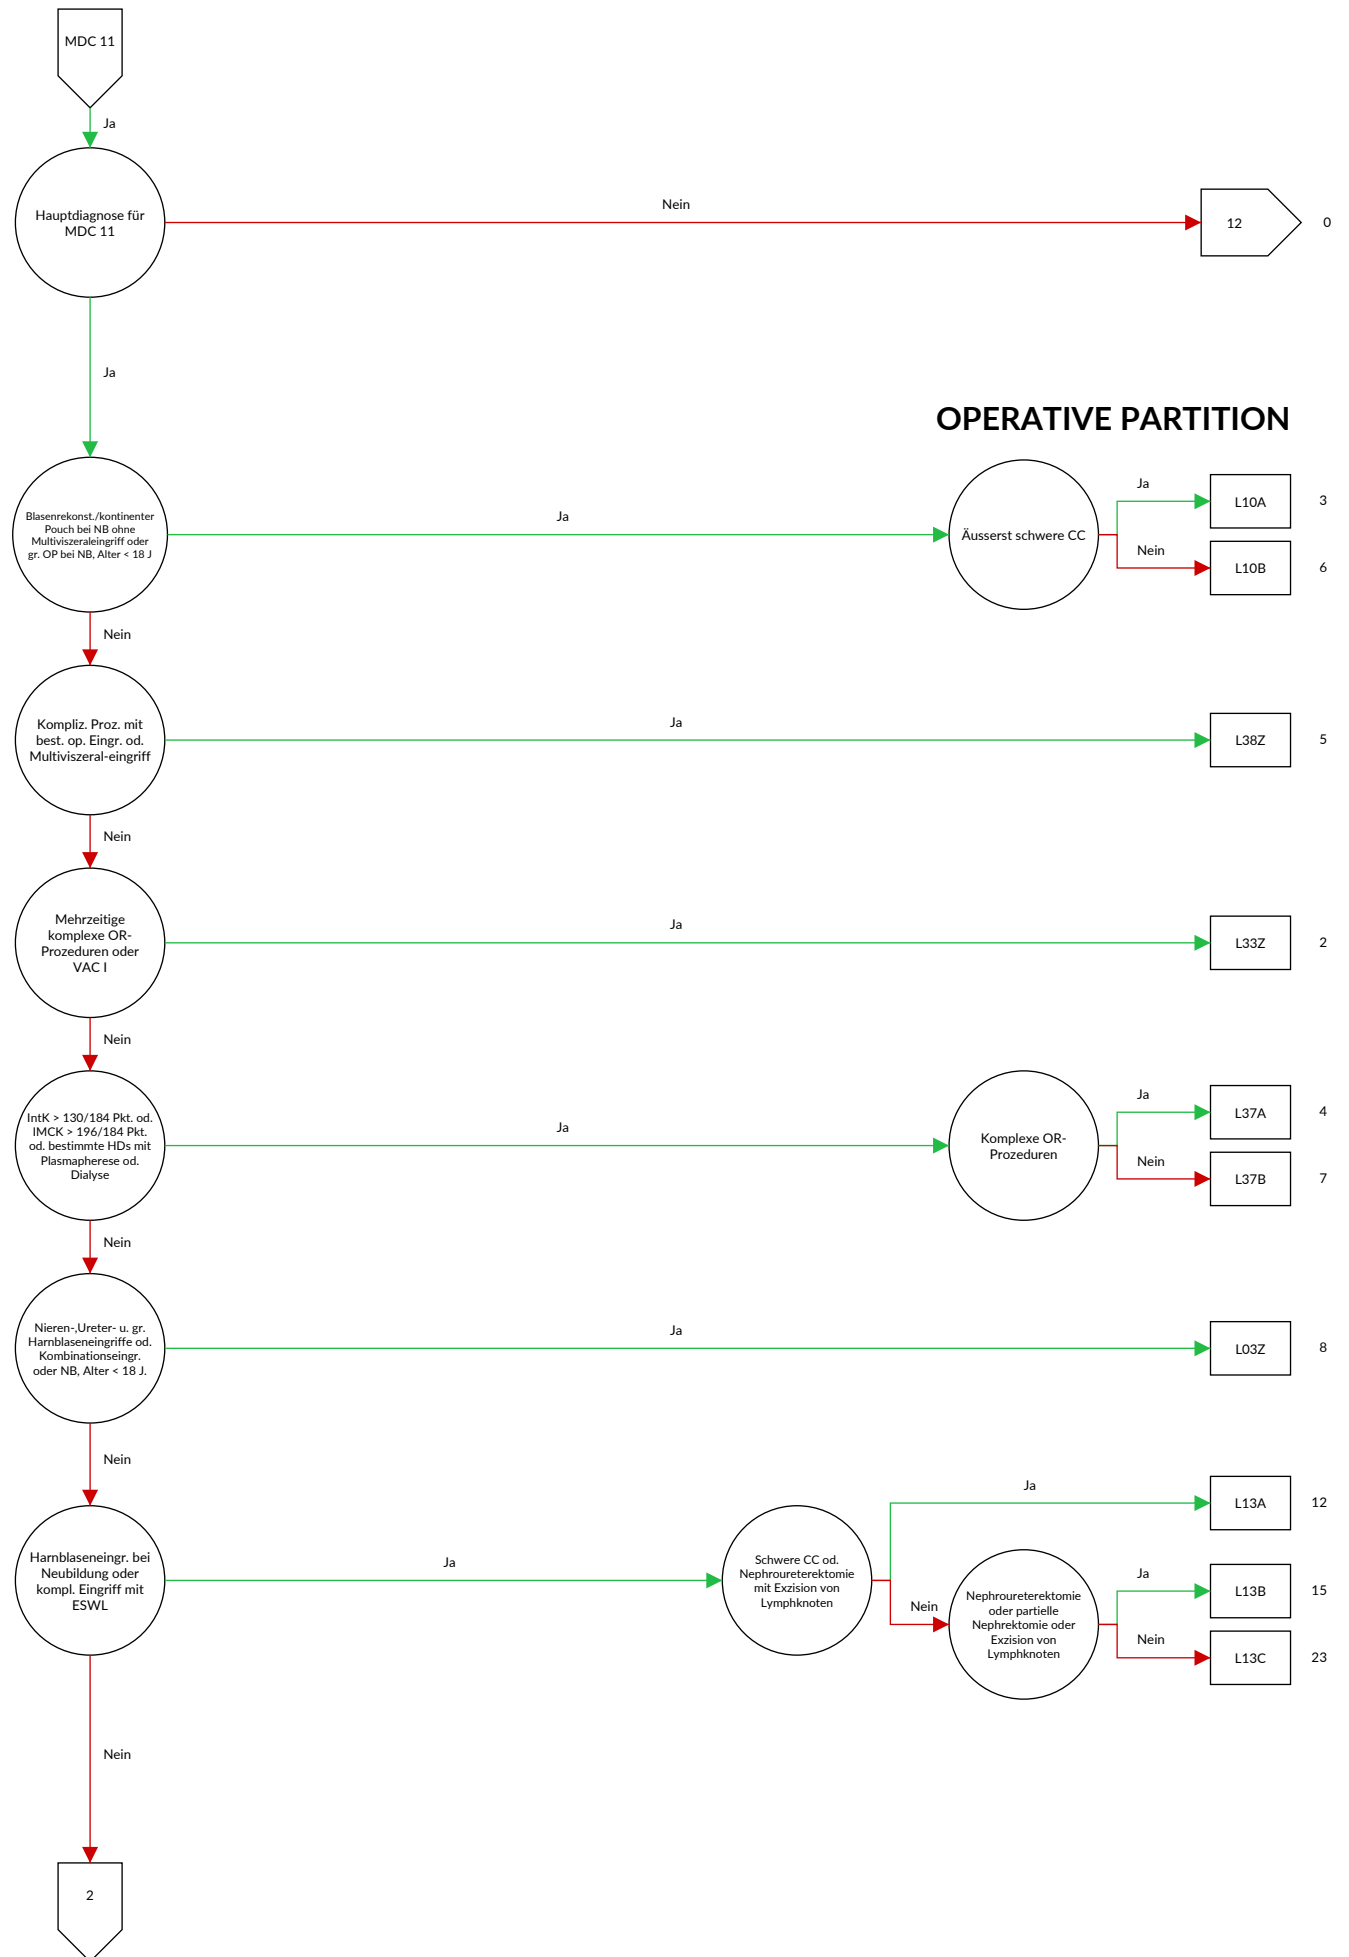 MDC 11
Ja
Hauptdiagnose für
MDC 11
Nein
12
0
Ja
OPERATIVE PARTITION
Blasenrekonst./kontinenter
Pouch bei NB ohne
Multiviszeraleingriff oder
gr. OP bei NB, Alter < 18 J
Ja
Äusserst schwere CC
Ja
L10A
3
Nein
L10B
6
Nein
Kompliz. Proz. mit
best. op. Eingr. od.
Multiviszeral-eingriff
Ja
L38Z
5
Nein
Mehrzeitige
komplexe OR-
Prozeduren oder
VAC I
Ja
L33Z
2
Nein
IntK > 130/184 Pkt. od.
IMCK > 196/184 Pkt.
od. bestimmte HDs mit
Plasmapherese od.
Dialyse
Ja
Komplexe OR-
Prozeduren
Ja
L37A
4
Nein
L37B
7
Nein
Nieren-,Ureter- u. gr.
Harnblaseneingriffe od.
Kombinationseingr.
oder NB, Alter < 18 J.
Ja
L03Z
8
Nein
Harnblaseneingr. bei
Neubildung oder
kompl. Eingriff mit
ESWL
Ja
Schwere CC od.
Nephroureterektomie
mit Exzision von
Lymphknoten
Ja
L13A
12
Nein
Nephroureterektomie
oder partielle
Nephrektomie oder
Exzision von
Lymphknoten
Ja
L13B
15
Nein
L13C
23
Nein
2